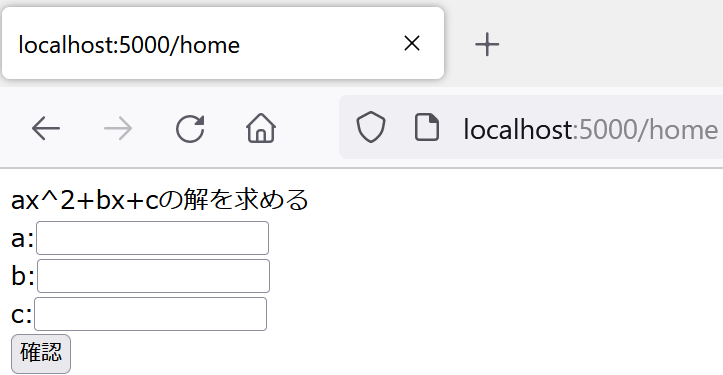 localhost:5000/home
localhost:5000/home
ax^2+bx+cの解を求める
a:
b:
c:
確認